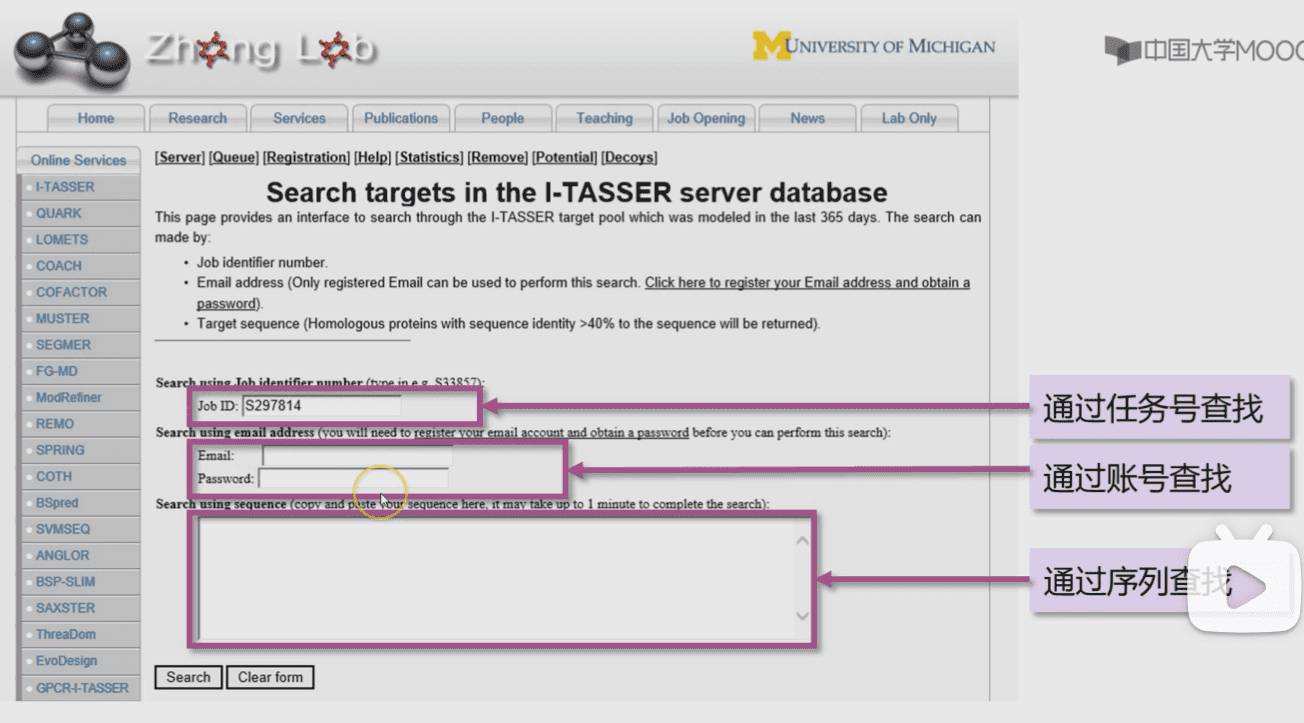 Zhang Lab
UNIVERSITY OF MICHIGAN
中国大学MOOC
Home
Research
Services
Publications
People
Teaching
Job Opening
News
Lab Only
Online Services
I-TASSER
QUARK
LOMETS
COACH
COFACTOR
MUSTER
SEGMER
FG-MD
ModRefiner
REMO
SPRING
COTH
BSpred
SVMSEQ
ANGLOR
BSP-SLIM
SAXSTER
ThreaDom
EvoDesign
GPCR-I-TASSER
[Server] [Queue] [Registration] [Help] [Statistics] [Remove] [Potential] [Decoys]
Search targets in the I-TASSER server database
This page provides an interface to search through the I-TASSER target pool which was modeled in the last 365 days. The search can
made by:
• Job identifier number.
• Email address (Only registered Email can be used to perform this search. Click here to register your Email address and obtain a
password).
• Target sequence (Homologous proteins with sequence identity >40% to the sequence will be returned).
Search using Job identifier number (type in e.g. S33857):
Job ID: S297814
通过任务号查找
Search using email address (you will need to register your email account and obtain a password before you can perform this search):
Email:
Password:
通过账号查找
Search using sequence (copy and paste your sequence here, it may take up to 1 minute to complete the search):
通过序列查找
Search
Clear form